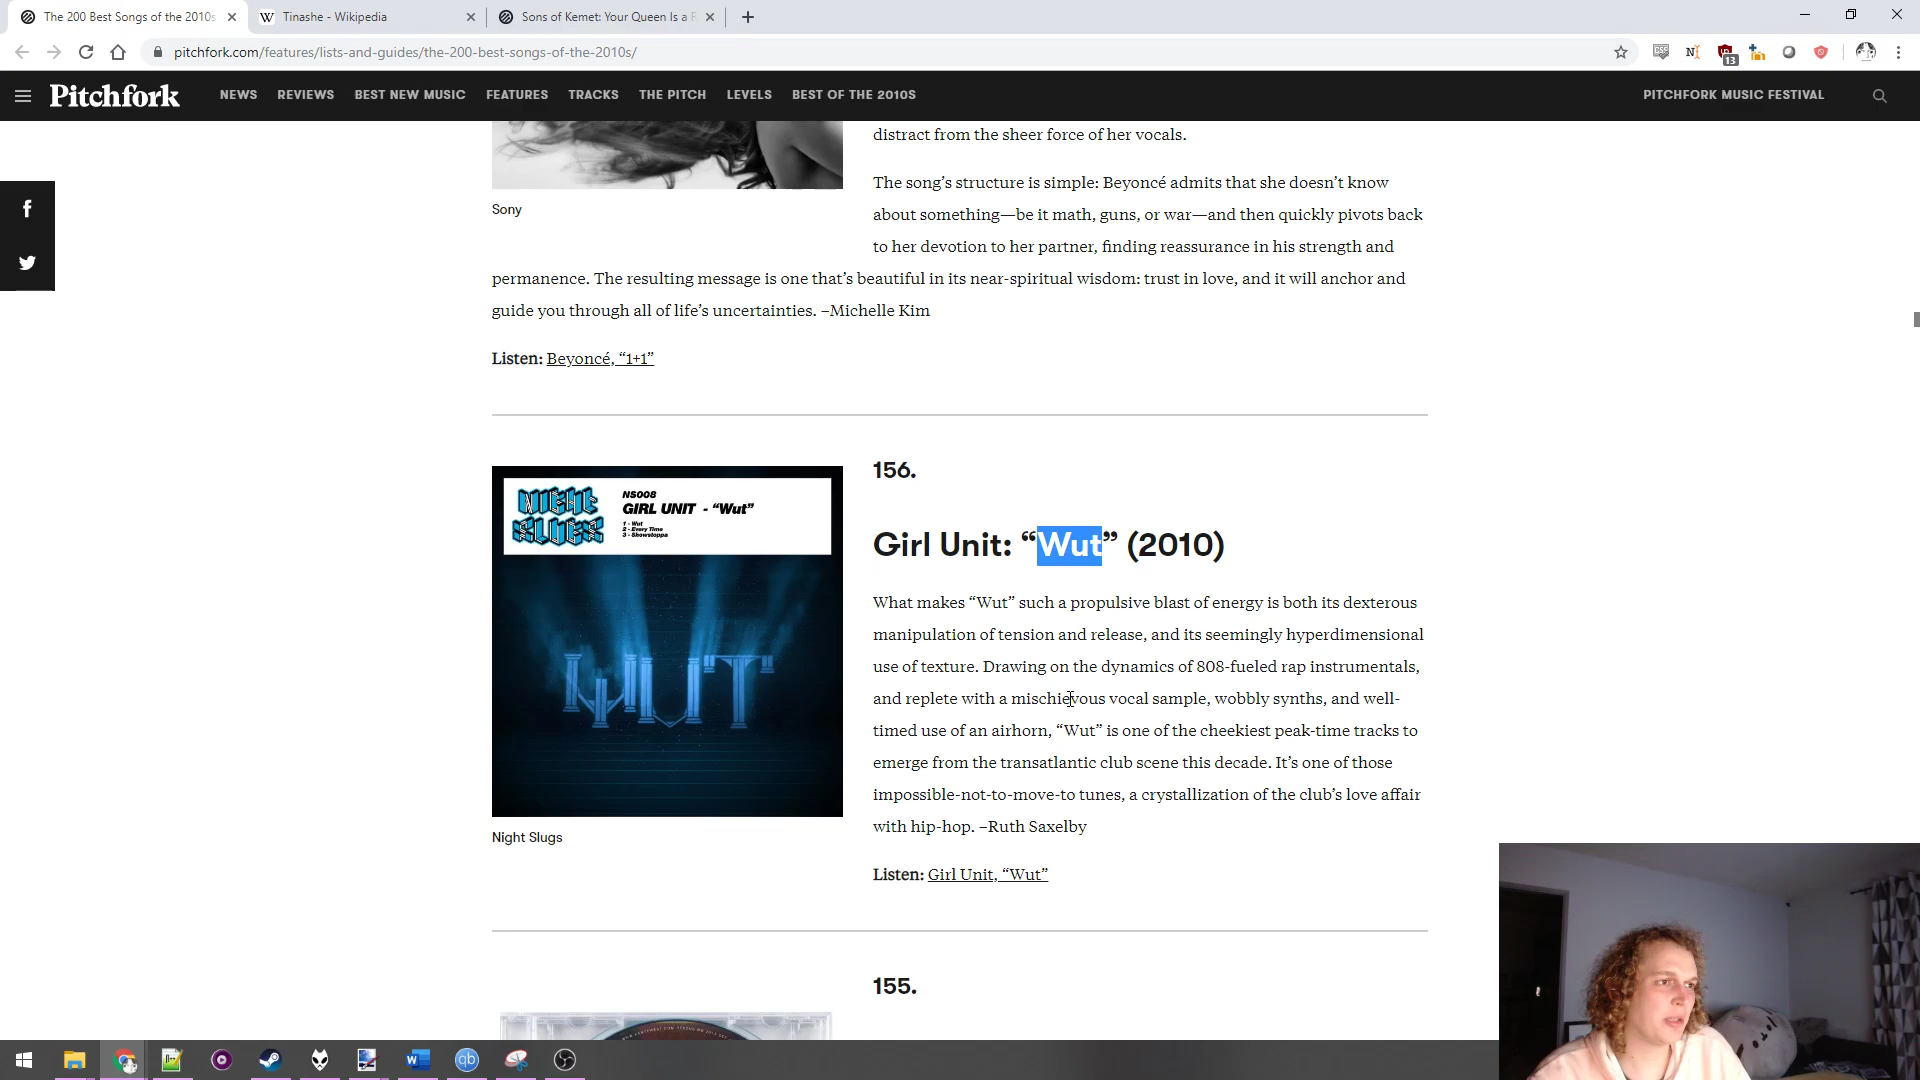 The 200 Best Songs of the 2010s
Tinashe - Wikipedia
Sons of Kemet: Your Queen Is a R
pitchfork.com/features/lists-and-guides/the-200-best-songs-of-the-2010s/
13
Pitchfork
NEWS
REVIEWS
BEST NEW MUSIC
FEATURES
TRACKS
THE PITCH
LEVELS
BEST OF THE 2010S
PITCHFORK MUSIC FESTIVAL
distract from the sheer force of her vocals.
The song’s structure is simple: Beyoncé admits that she doesn’t know
about something—be it math, guns, or war—and then quickly pivots back
to her devotion to her partner, finding reassurance in his strength and
permanence. The resulting message is one that’s beautiful in its near-spiritual wisdom: trust in love, and it will anchor and
guide you through all of life’s uncertainties. –Michelle Kim
Sony
Listen: Beyoncé, “1+1”
156.
Girl Unit: “Wut” (2010)
What makes “Wut” such a propulsive blast of energy is both its dexterous
manipulation of tension and release, and its seemingly hyperdimensional
use of texture. Drawing on the dynamics of 808-fueled rap instrumentals,
and replete with a mischievous vocal sample, wobbly synths, and well-
timed use of an airhorn, “Wut” is one of the cheekiest peak-time tracks to
emerge from the transatlantic club scene this decade. It’s one of those
impossible-not-to-move-to tunes, a crystallization of the club’s love affair
with hip-hop. –Ruth Saxelby
Listen: Girl Unit, “Wut”
NIGHT SLUGS
NS008
GIRL UNIT - “Wut”
1 - Wut
2 - Every Time
3 - Showstoppa
WUT
Night Slugs
155.